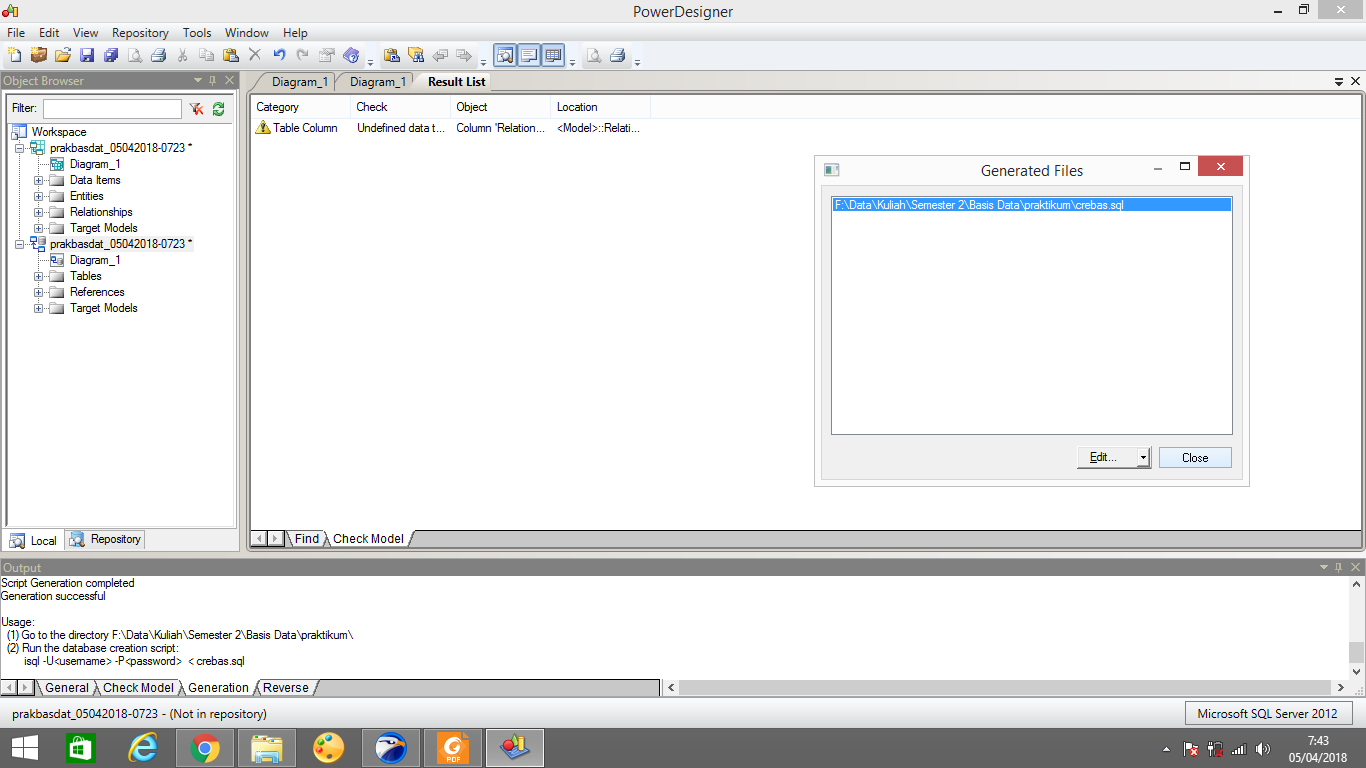 PowerDesigner
File Edit View Repository Tools Window Help
Object Browser
Filter:
Workspace
prakbasdat_05042018-0723 *
Diagram_1
Data Items
Entities
Relationships
Target Models
prakbasdat_05042018-0723 *
Diagram_1
Tables
References
Target Models
Local Repository
Diagram_1 Diagram_1 Result List
Category Check Object Location
Table Column Undefined data t... Column 'Relation... <Model>::Relati...
Generated Files
F:\Data\Kuliah\Semester 2\Basis Data\praktikum\crebas.sql
Edit... Close
Find Check Model
Output
Script Generation completed
Generation successful
Usage:
(1) Go to the directory F:\Data\Kuliah\Semester 2\Basis Data\praktikum\
(2) Run the database creation script:
isql -U<username> -P<password> < crebas.sql
General Check Model Generation Reverse
prakbasdat_05042018-0723 - (Not in repository)
Microsoft SQL Server 2012
PDF
7:43
05/04/2018